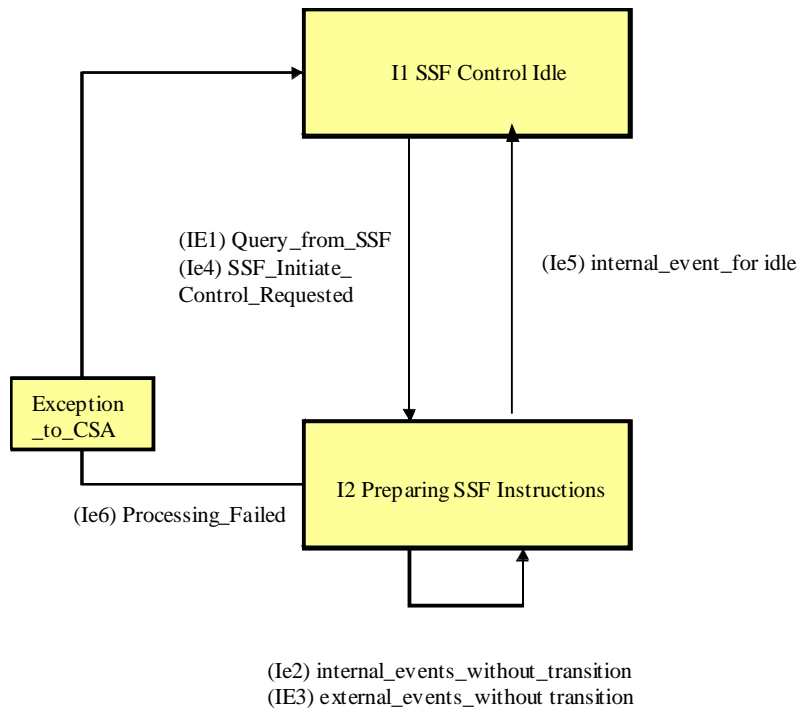 I1 SSF Control Idle
(IE1) Query_from_SSF
(Ie4) SSF_Initiate_
Control_Requested
(Ie5) internal_event_for idle
Exception
_to_CSA
I2 Preparing SSF Instructions
(Ie6) Processing_Failed
(Ie2) internal_events_without_transition
(IE3) external_events_without transition